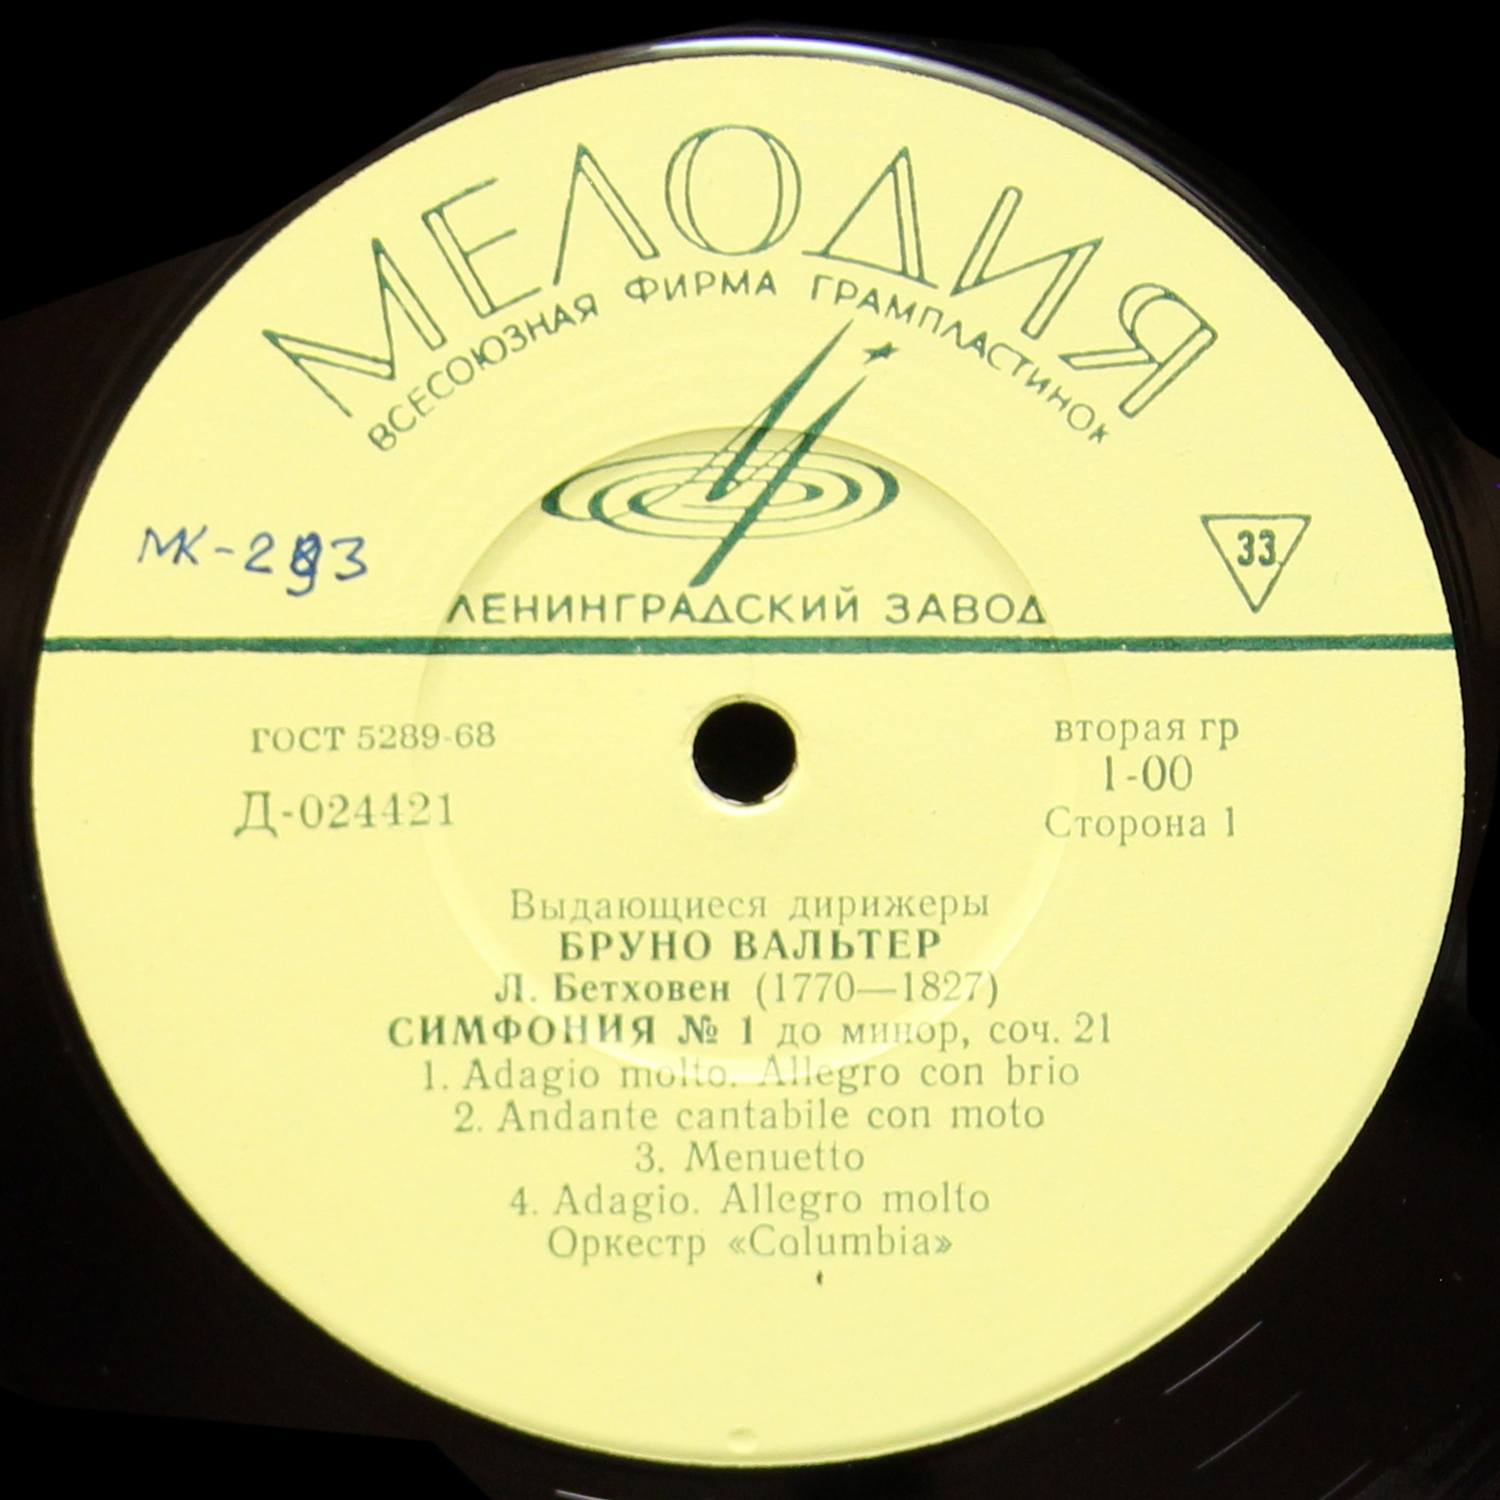 МЕЛОДИЯ
ВСЕСОЮЗНАЯ ФИРМА ГРАМПЛАСТИНОК
МК-293
33
ЛЕНИНГРАДСКИЙ ЗАВОД
ГОСТ 5289-68
Д-024421
вторая гр
1-00
Сторона 1
Выдающиеся дирижеры
БРУНО ВАЛЬТЕР
Л. Бетховен (1770—1827)
СИМФОНИЯ № 1 до минор, соч. 21
1. Adagio molto. Allegro con brio
2. Andante cantabile con moto
3. Menuetto
4. Adagio. Allegro molto
Оркестр «Columbia»